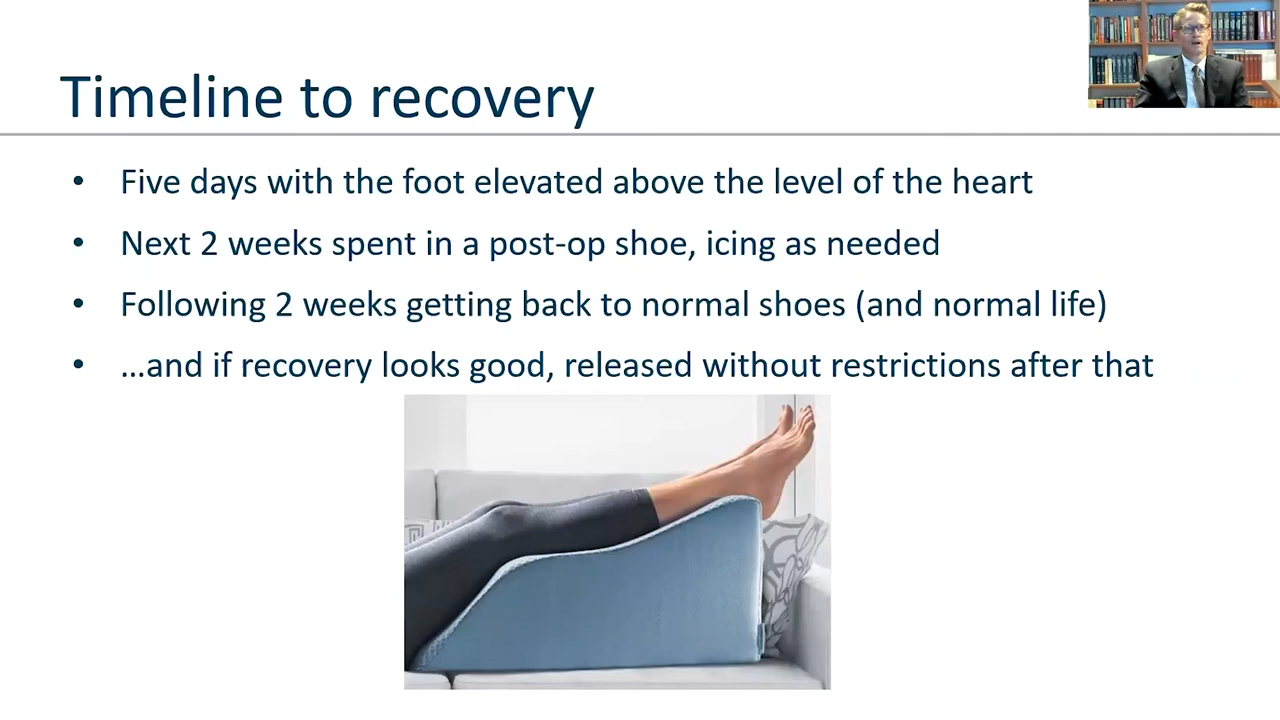 Timeline to recovery
• Five days with the foot elevated above the level of the heart
• Next 2 weeks spent in a post-op shoe, icing as needed
• Following 2 weeks getting back to normal shoes (and normal life)
• …and if recovery looks good, released without restrictions after that